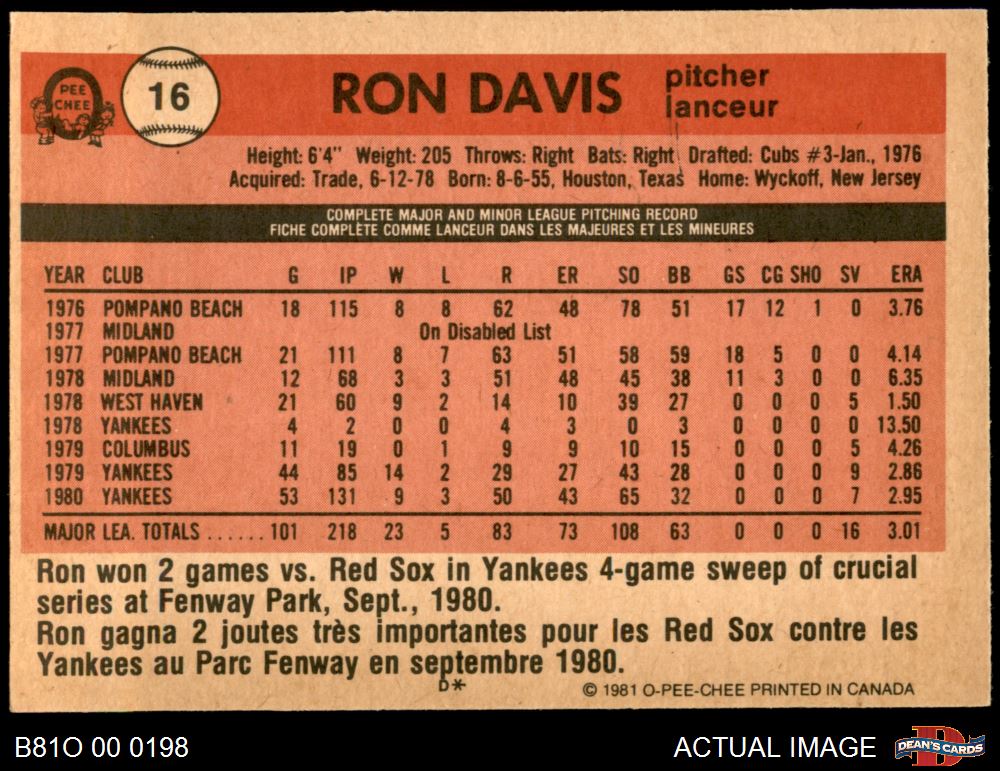 PEE
CHEE
16
RON DAVIS
pitcher
lanceur
Height: 6'4" Weight: 205 Throws: Right Bats: Right Drafted: Cubs #3-Jan., 1976
Acquired: Trade, 6-12-78 Born: 8-6-55, Houston, Texas Home: Wyckoff, New Jersey
COMPLETE MAJOR AND MINOR LEAGUE PITCHING RECORD
FICHE COMPLÈTE COMME LANCEUR DANS LES MAJEURES ET LES MINEURES
YEAR CLUB G IP W L R ER SO BB GS CG SHO SV ERA
1976 POMPANO BEACH 18 115 8 8 62 48 78 51 17 12 1 0 3.76
1977 MIDLAND On Disabled List
1977 POMPANO BEACH 21 111 8 7 63 51 58 59 18 5 0 0 4.14
1978 MIDLAND 12 68 3 3 51 48 45 38 11 3 0 0 6.35
1978 WEST HAVEN 21 60 9 2 14 10 39 27 0 0 0 5 1.50
1978 YANKEES 4 2 0 0 4 3 0 3 0 0 0 0 13.50
1979 COLUMBUS 11 19 0 1 9 9 10 15 0 0 0 5 4.26
1979 YANKEES 44 85 14 2 29 27 43 28 0 0 0 9 2.86
1980 YANKEES 53 131 9 3 50 43 65 32 0 0 0 7 2.95
MAJOR LEA. TOTALS ...... 101 218 23 5 83 73 108 63 0 0 0 16 3.01
Ron won 2 games vs. Red Sox in Yankees 4-game sweep of crucial
series at Fenway Park, Sept., 1980.
Ron gagna 2 joutes très importantes pour les Red Sox contre les
Yankees au Parc Fenway en septembre 1980.
D*
© 1981 O-PEE-CHEE PRINTED IN CANADA
B81O 00 0198
ACTUAL IMAGE
DEAN'S CARDS